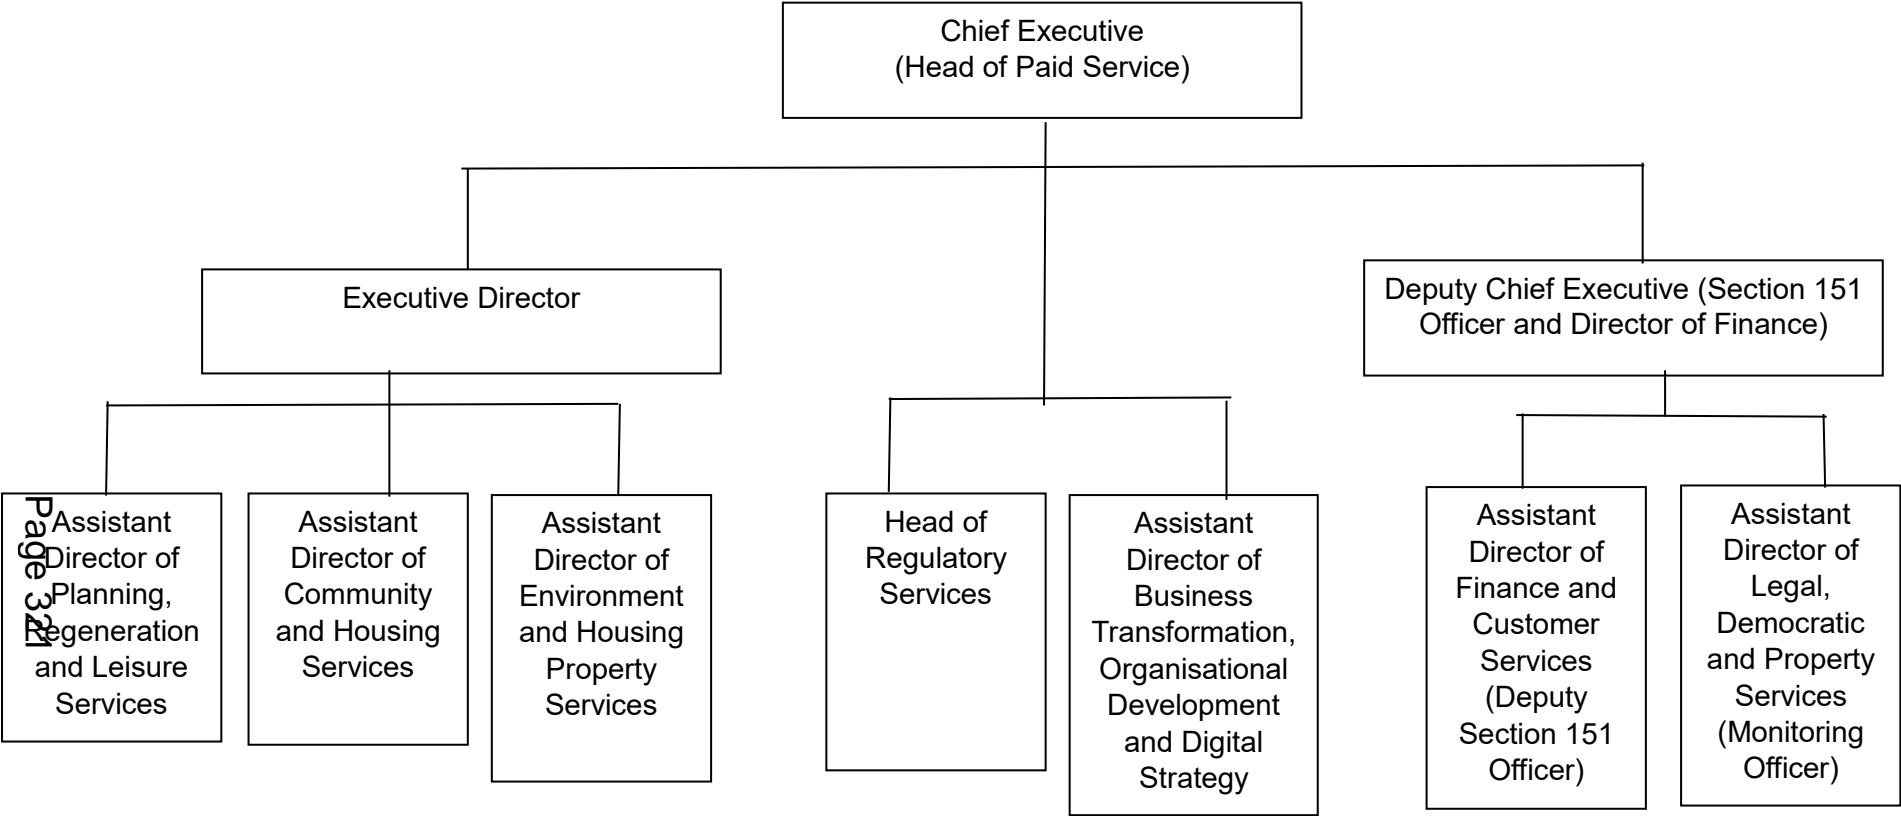 Chief Executive
(Head of Paid Service)
Executive Director
Deputy Chief Executive (Section 151
Officer and Director of Finance)
Assistant
Director of
Planning,
Regeneration
and Leisure
Services
Assistant
Director of
Community
and Housing
Services
Assistant
Director of
Environment
and Housing
Property
Services
Head of
Regulatory
Services
Assistant
Director of
Business
Transformation,
Organisational
Development
and Digital
Strategy
Assistant
Director of
Finance and
Customer
Services
(Deputy
Section 151
Officer)
Assistant
Director of
Legal,
Democratic
and Property
Services
(Monitoring
Officer)
Page 321